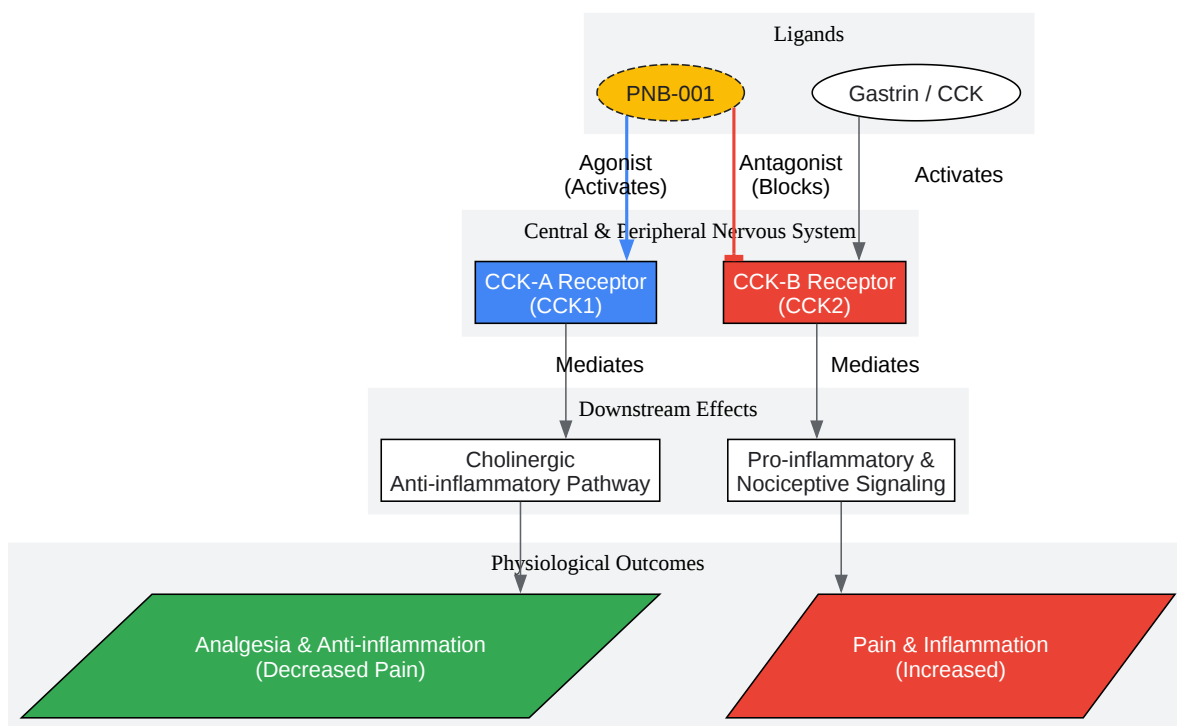 Ligands
PNB-001
Gastrin / CCK
Agonist
(Activates)
Antagonist
(Blocks)
Activates
Central & Peripheral Nervous System
CCK-A Receptor
(CCK1)
CCK-B Receptor
(CCK2)
Mediates
Mediates
Downstream Effects
Cholinergic
Anti-inflammatory Pathway
Pro-inflammatory &
Nociceptive Signaling
Physiological Outcomes
Analgesia & Anti-inflammation
(Decreased Pain)
Pain & Inflammation
(Increased)